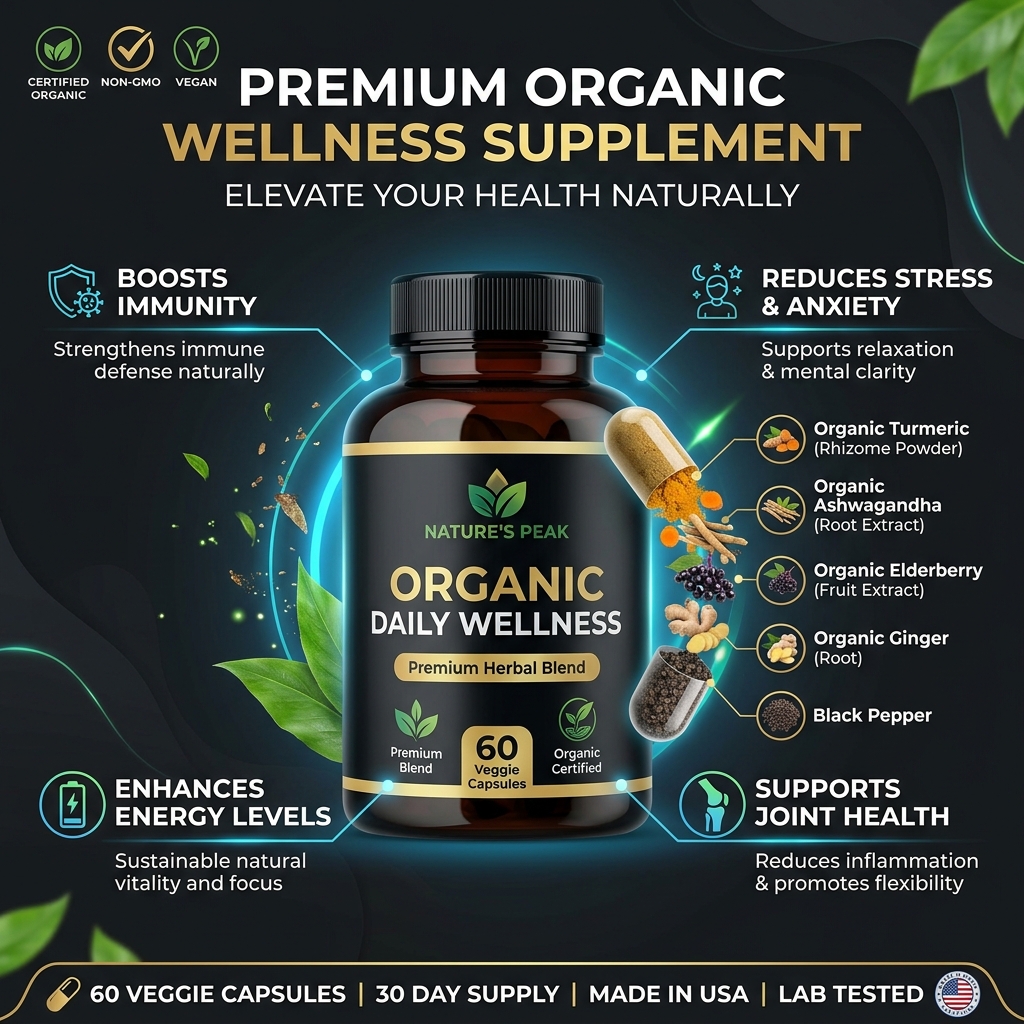 CERTIFIED
ORGANIC
NON-GMO
VEGAN
PREMIUM ORGANIC
WELLNESS SUPPLEMENT
ELEVATE YOUR HEALTH NATURALLY
BOOSTS
IMMUNITY
Strengthens immune
defense naturally
REDUCES STRESS
& ANXIETY
Supports relaxation
& mental clarity
NATURE'S PEAK
ORGANIC
DAILY WELLNESS
Premium Herbal Blend
Premium
Blend
60
Veggie
Capsules
Organic
Certified
Organic Turmeric
(Rhizome Powder)
Organic
Ashwagandha
(Root Extract)
Organic Elderberry
(Fruit Extract)
Organic Ginger
(Root)
Black Pepper
ENHANCES
ENERGY LEVELS
Sustainable natural
vitality and focus
SUPPORTS
JOINT HEALTH
Reduces inflammation
& promotes flexibility
60 VEGGIE CAPSULES | 30 DAY SUPPLY | MADE IN USA | LAB TESTED